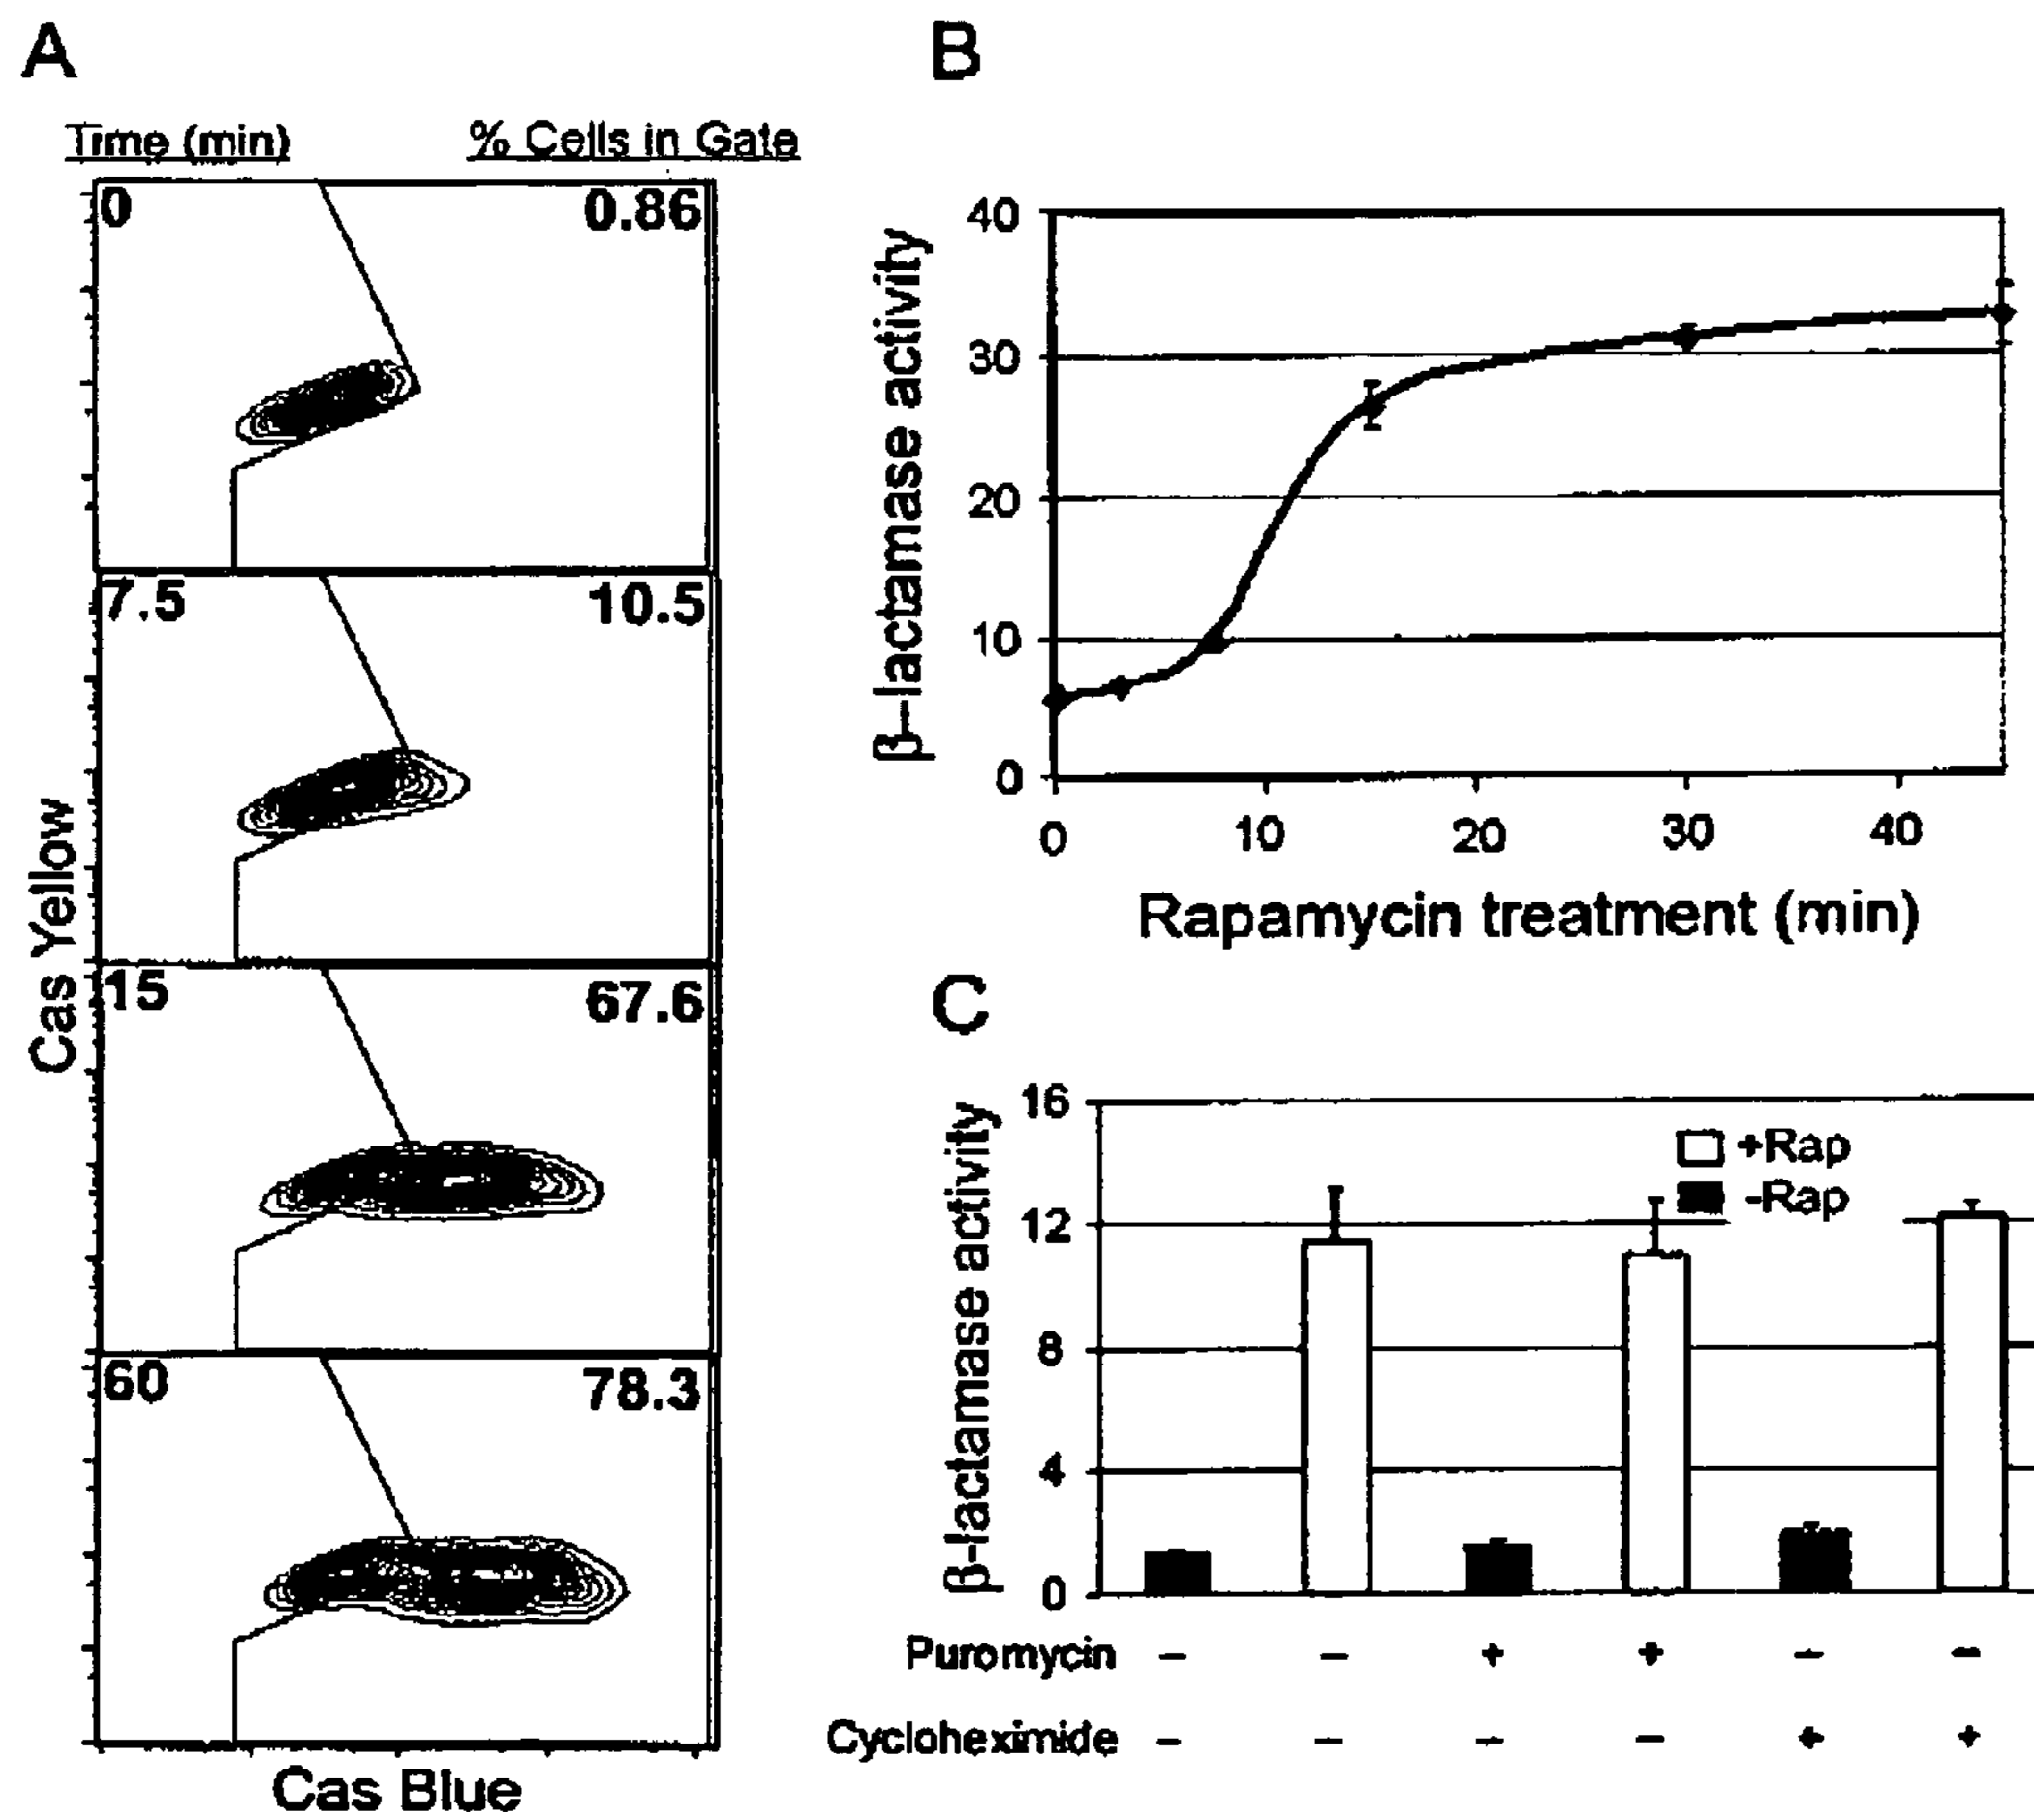 A
Time (min) % Cells in Gate
0 0.86
7.5 10.5
15 67.6
60 78.3
Cas Yellow
Cas Blue
B
β–lactamase activity
40
30
20
10
0
0 10 20 30 40
Rapamycin treatment (min)
C
β-lactamase activity
16
12
8
4
0
+Rap
-Rap
Puromycin – – + + – –
Cycloheximide – – – – + +